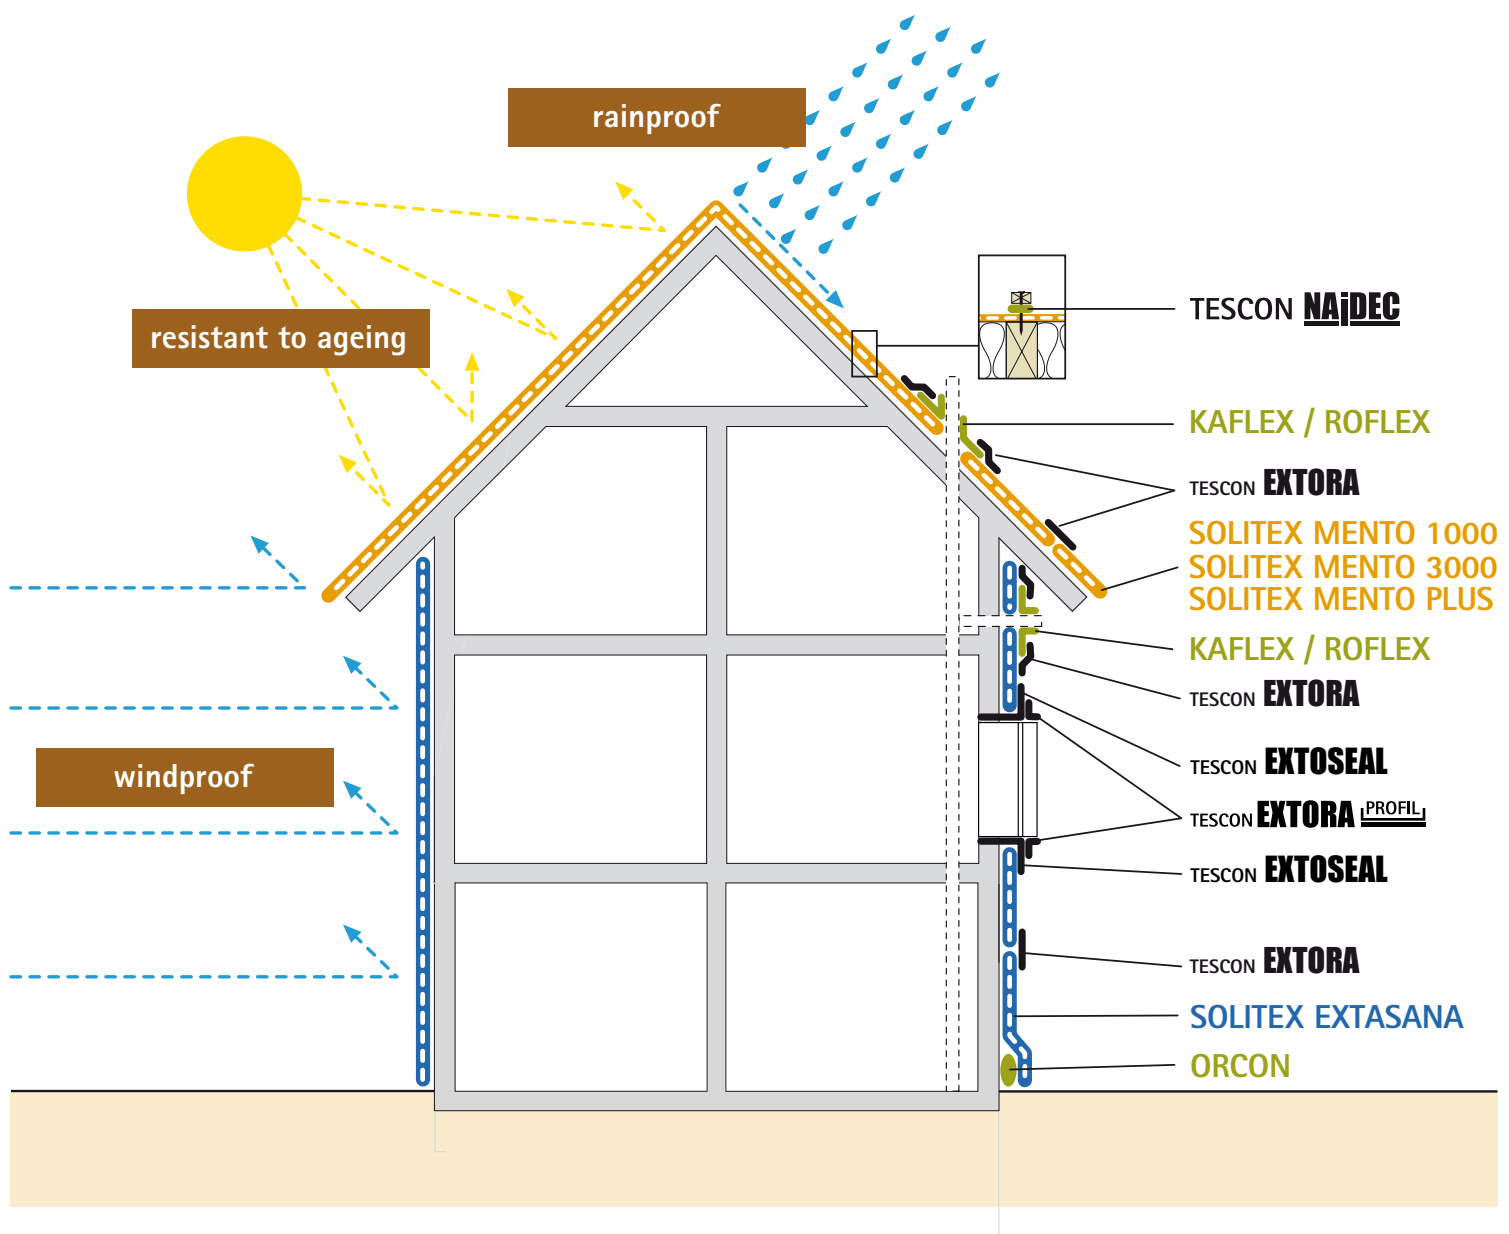 rainproof
resistant to ageing
windproof
TESCON NAiDEC
KAFLEX / ROFLEX
TESCON EXTORA
SOLITEX MENTO 1000
SOLITEX MENTO 3000
SOLITEX MENTO PLUS
KAFLEX / ROFLEX
TESCON EXTORA
TESCON EXTOSEAL
TESCON EXTORA PROFIL
TESCON EXTOSEAL
TESCON EXTORA
SOLITEX EXTASANA
ORCON